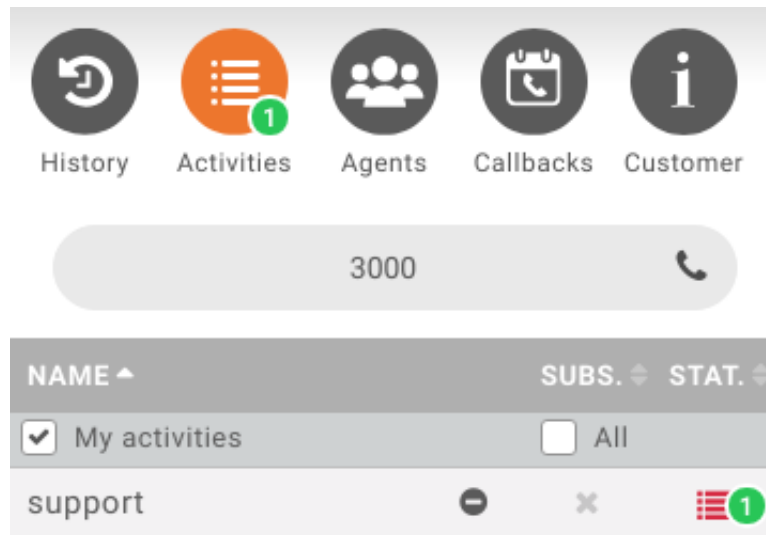 1
History Activities Agents Callbacks Customer
3000
NAME SUBS. STAT.
My activities All
support 1